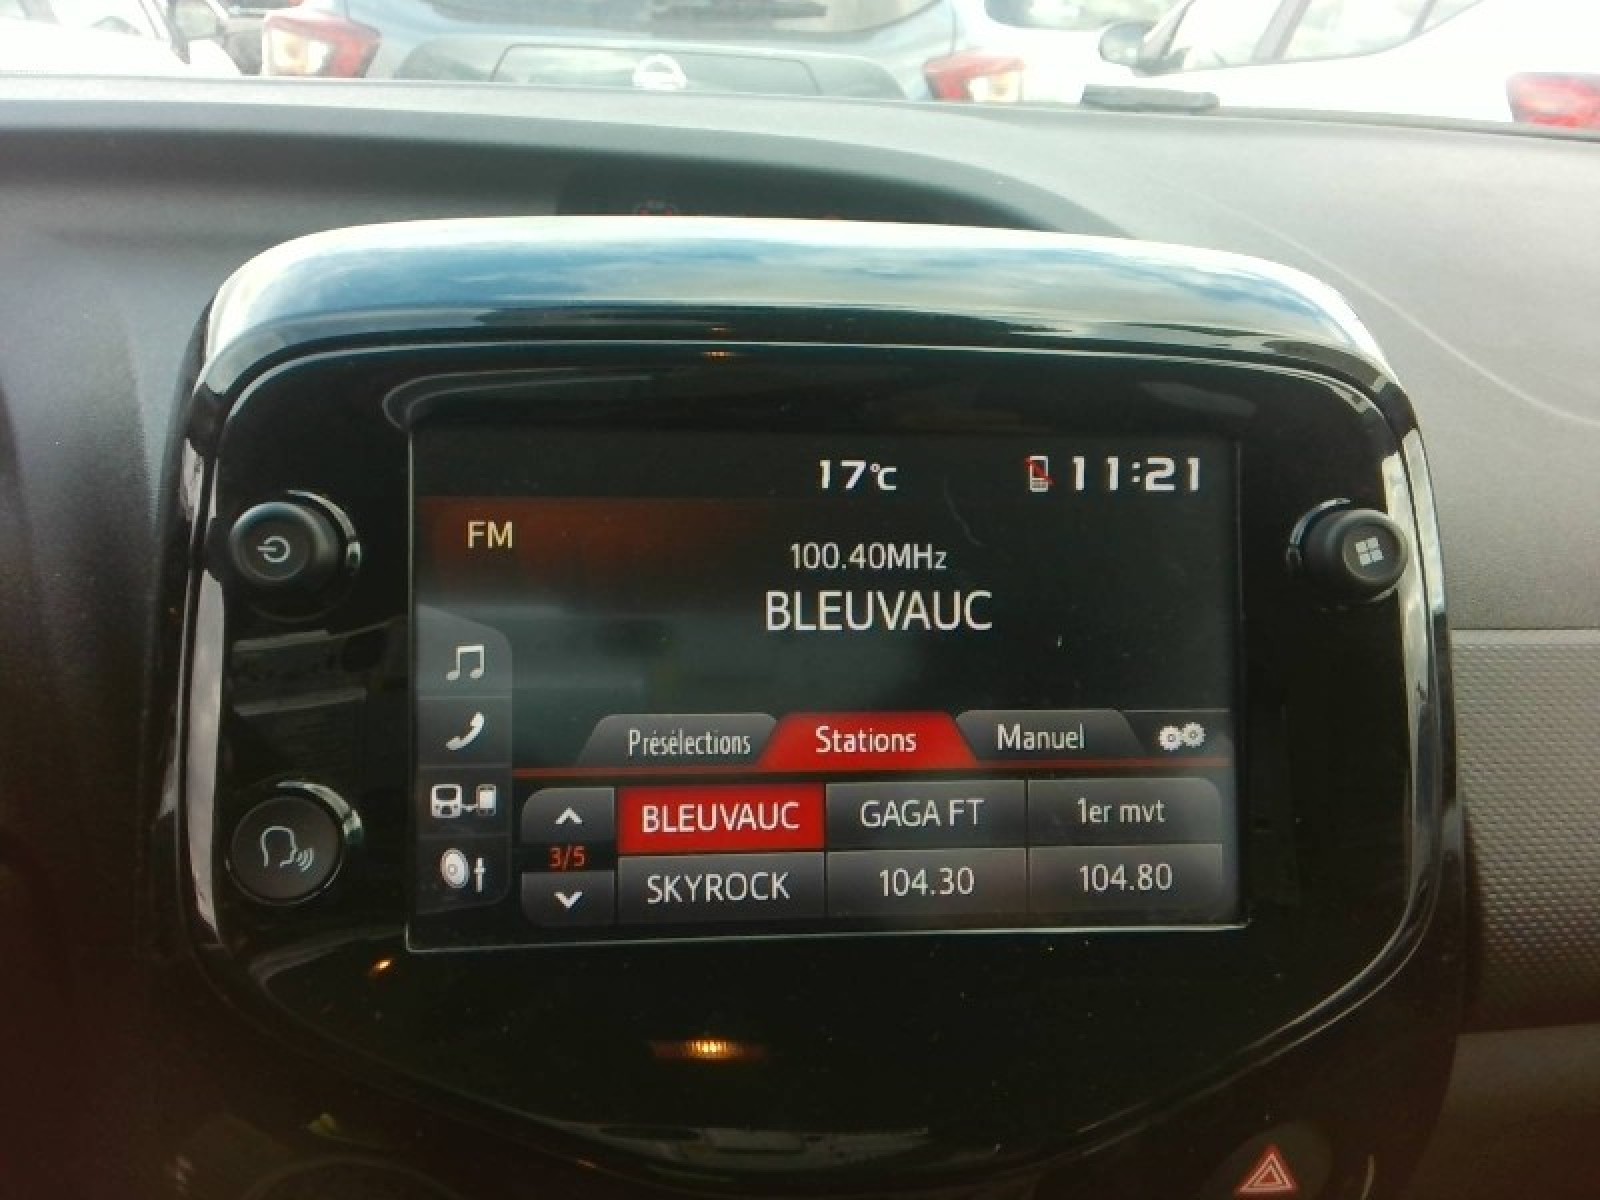 17°C 11:21
FM
100.40MHz
BLEUVAUC
Présélections Stations Manuel
BLEUVAUC GAGA FT 1er mvt
3/5
SKYROCK 104.30 104.80